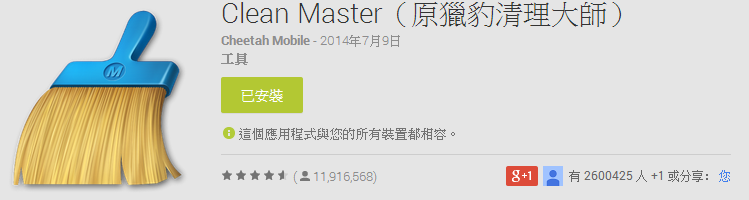 Clean Master（原獵豹清理大師）
Cheetah Mobile - 2014年7月9日
工具
已安裝
這個應用程式與您的所有裝置都相容。
(11,916,568) g+1 有 2600425 人 +1 或分享： 您
M